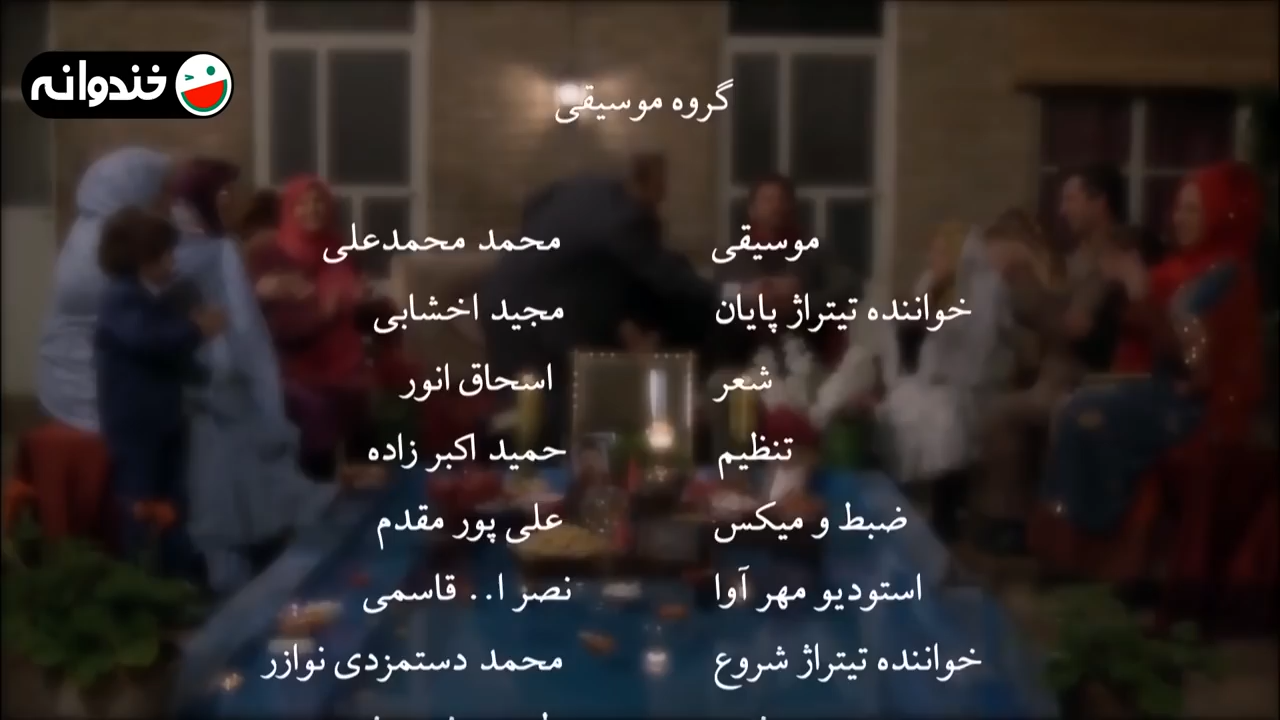 خندوانه
گروه موسیقی
موسیقی محمد محمدعلی
خواننده تیتراژ پایان مجید اخشابی
شعر اسحاق انور
تنظیم حمید اکبر زاده
ضبط و میکس علی پور مقدم
استودیو مهر آوا نصر ا.. قاسمی
خواننده تیتراژ شروع محمد دستمزدی نوازر